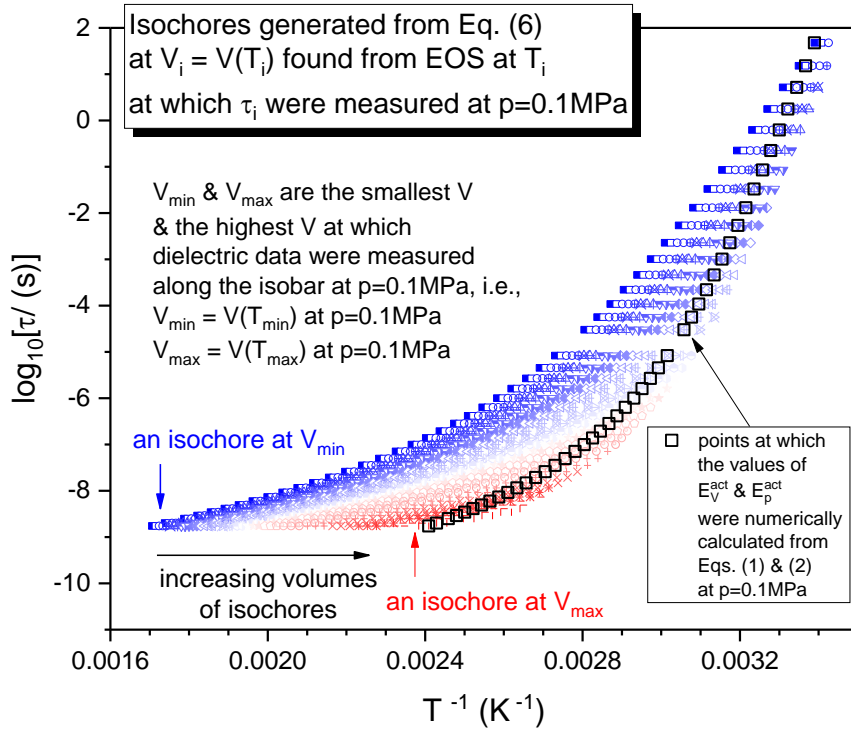 Isochores generated from Eq. (6)
at Vᵢ = V(Tᵢ) found from EOS at Tᵢ
at which τᵢ were measured at p=0.1MPa
V_min & V_max are the smallest V
& the highest V at which
dielectric data were measured
along the isobar at p=0.1MPa, i.e.,
V_min = V(T_min) at p=0.1MPa
V_max = V(T_max) at p=0.1MPa
an isochore at V_min
increasing volumes
of isochores
an isochore at V_max
points at which
the values of
E_V^act & E_p^act
were numerically
calculated from
Eqs. (1) & (2)
at p=0.1MPa
log₁₀[τ/ (s)]
2
0
-2
-4
-6
-8
-10
0.0016 0.0020 0.0024 0.0028 0.0032
T ⁻¹ (K⁻¹)